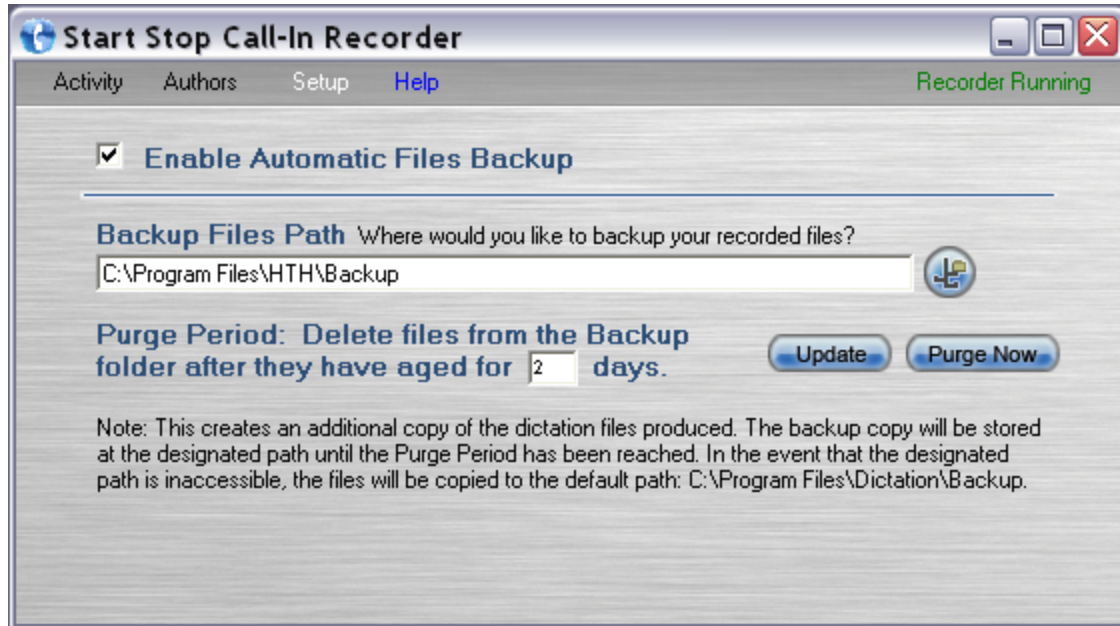 Start Stop Call-In Recorder
Activity Authors Setup Help Recorder Running
Enable Automatic Files Backup
Backup Files Path Where would you like to backup your recorded files?
C:\Program Files\HTH\Backup
Purge Period: Delete files from the Backup
folder after they have aged for 2 days.
Update Purge Now
Note: This creates an additional copy of the dictation files produced. The backup copy will be stored
at the designated path until the Purge Period has been reached. In the event that the designated
path is inaccessible, the files will be copied to the default path: C:\Program Files\Dictation\Backup.